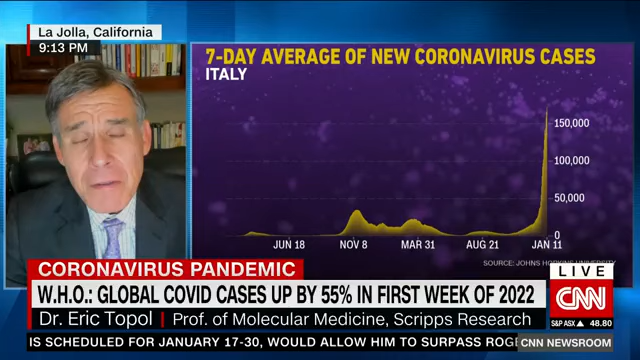 La Jolla, California
9:13 PM
7-DAY AVERAGE OF NEW CORONAVIRUS CASES
ITALY
150,000
100,000
50,000
0
JUN 18
NOV 8
MAR 31
AUG 21
JAN 11
SOURCE: JOHNS HOPKINS UNIVERSITY
CORONAVIRUS PANDEMIC
LIVE
W.H.O.: GLOBAL COVID CASES UP BY 55% IN FIRST WEEK OF 2022
CNN
Dr. Eric Topol
Prof. of Molecular Medicine, Scripps Research
S&P ASX ▲ 48.80
IS SCHEDULED FOR JANUARY 17-30, WOULD ALLOW HIM TO SURPASS ROGE
CNN NEWSROOM